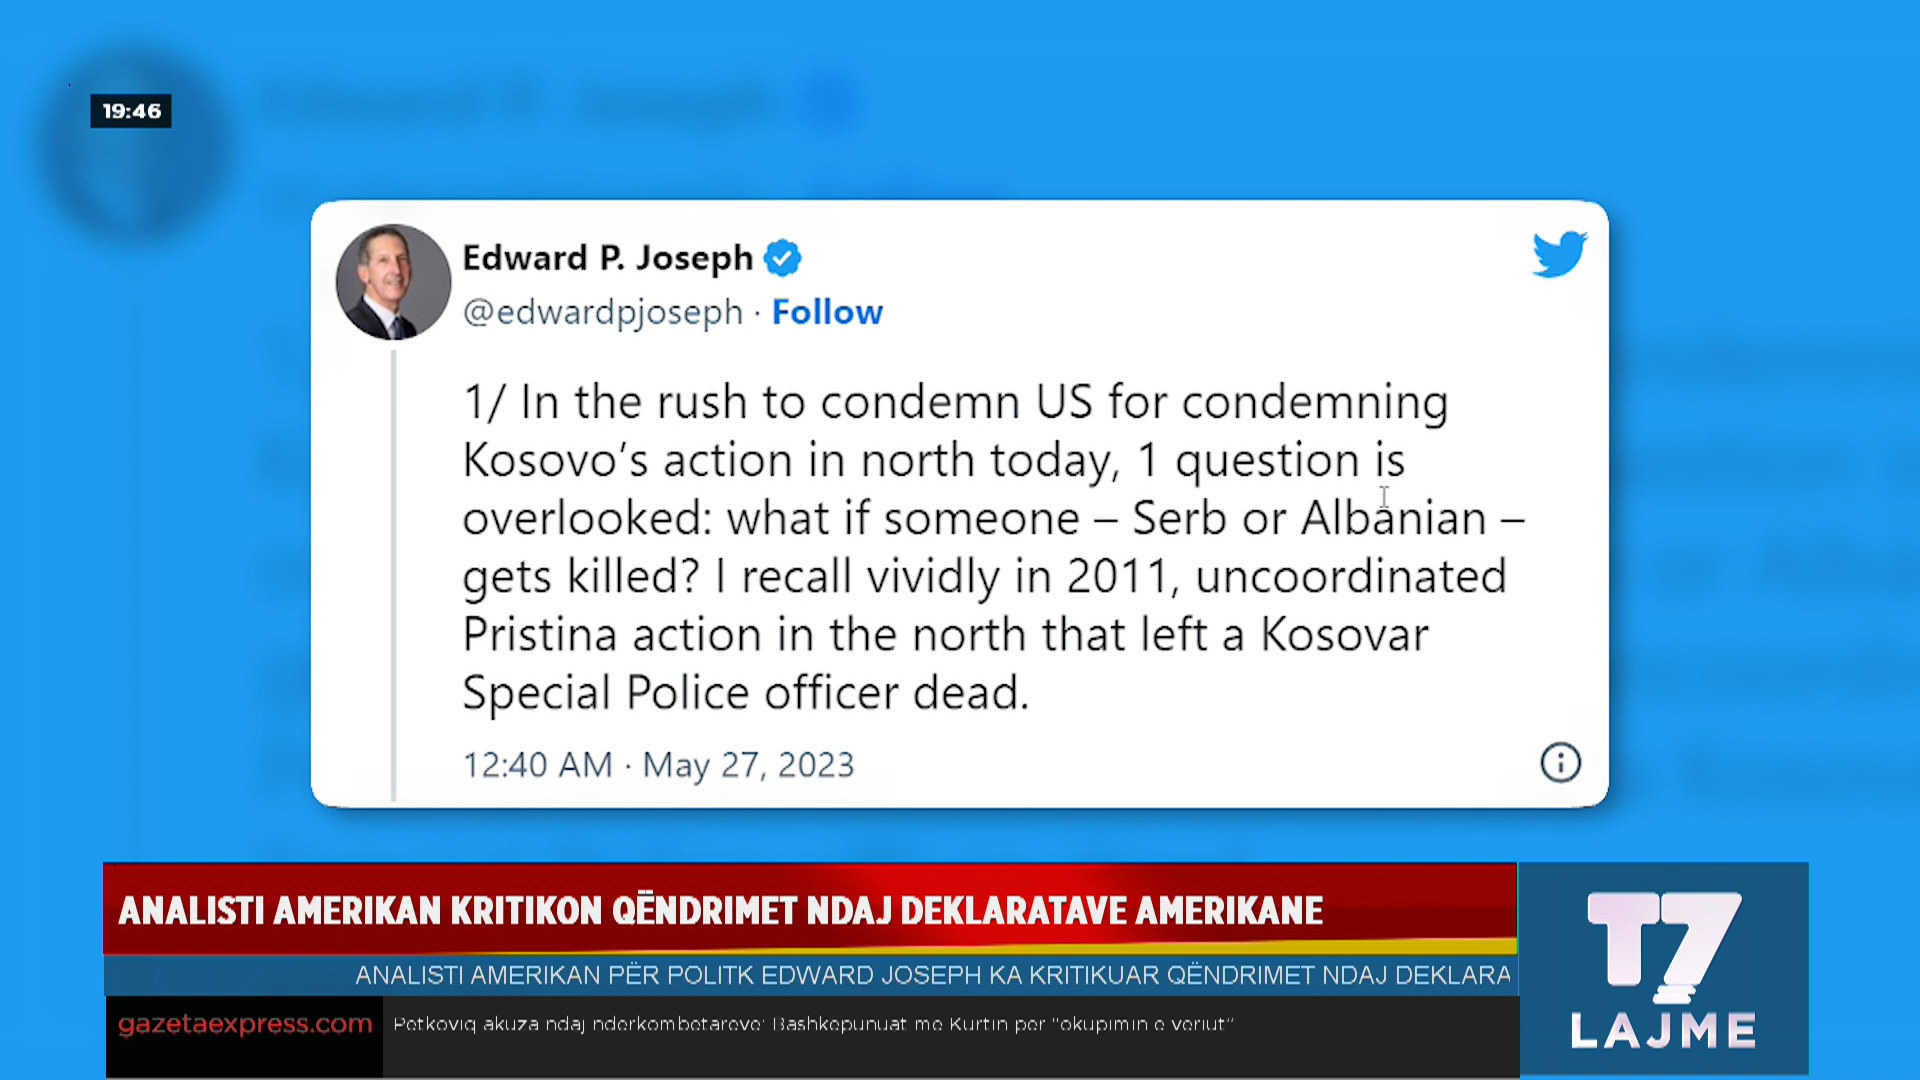 19:46
Edward P. Joseph
@edwardpjoseph · Follow
1/ In the rush to condemn US for condemning
Kosovo’s action in north today, 1 question is
overlooked: what if someone – Serb or Albanian –
gets killed? I recall vividly in 2011, uncoordinated
Pristina action in the north that left a Kosovar
Special Police officer dead.
12:40 AM · May 27, 2023
ANALISTI AMERIKAN KRITIKON QËNDRIMET NDAJ DEKLARATAVE AMERIKANE
ANALISTI AMERIKAN PËR POLITK EDWARD JOSEPH KA KRITIKUAR QËNDRIMET NDAJ DEKLARA
gazetaexpress.com
Petkoviq akuza ndaj nderkombetareve: Bashkepunuat me Kurtin per "okupimin e veriut"
T7
LAJME